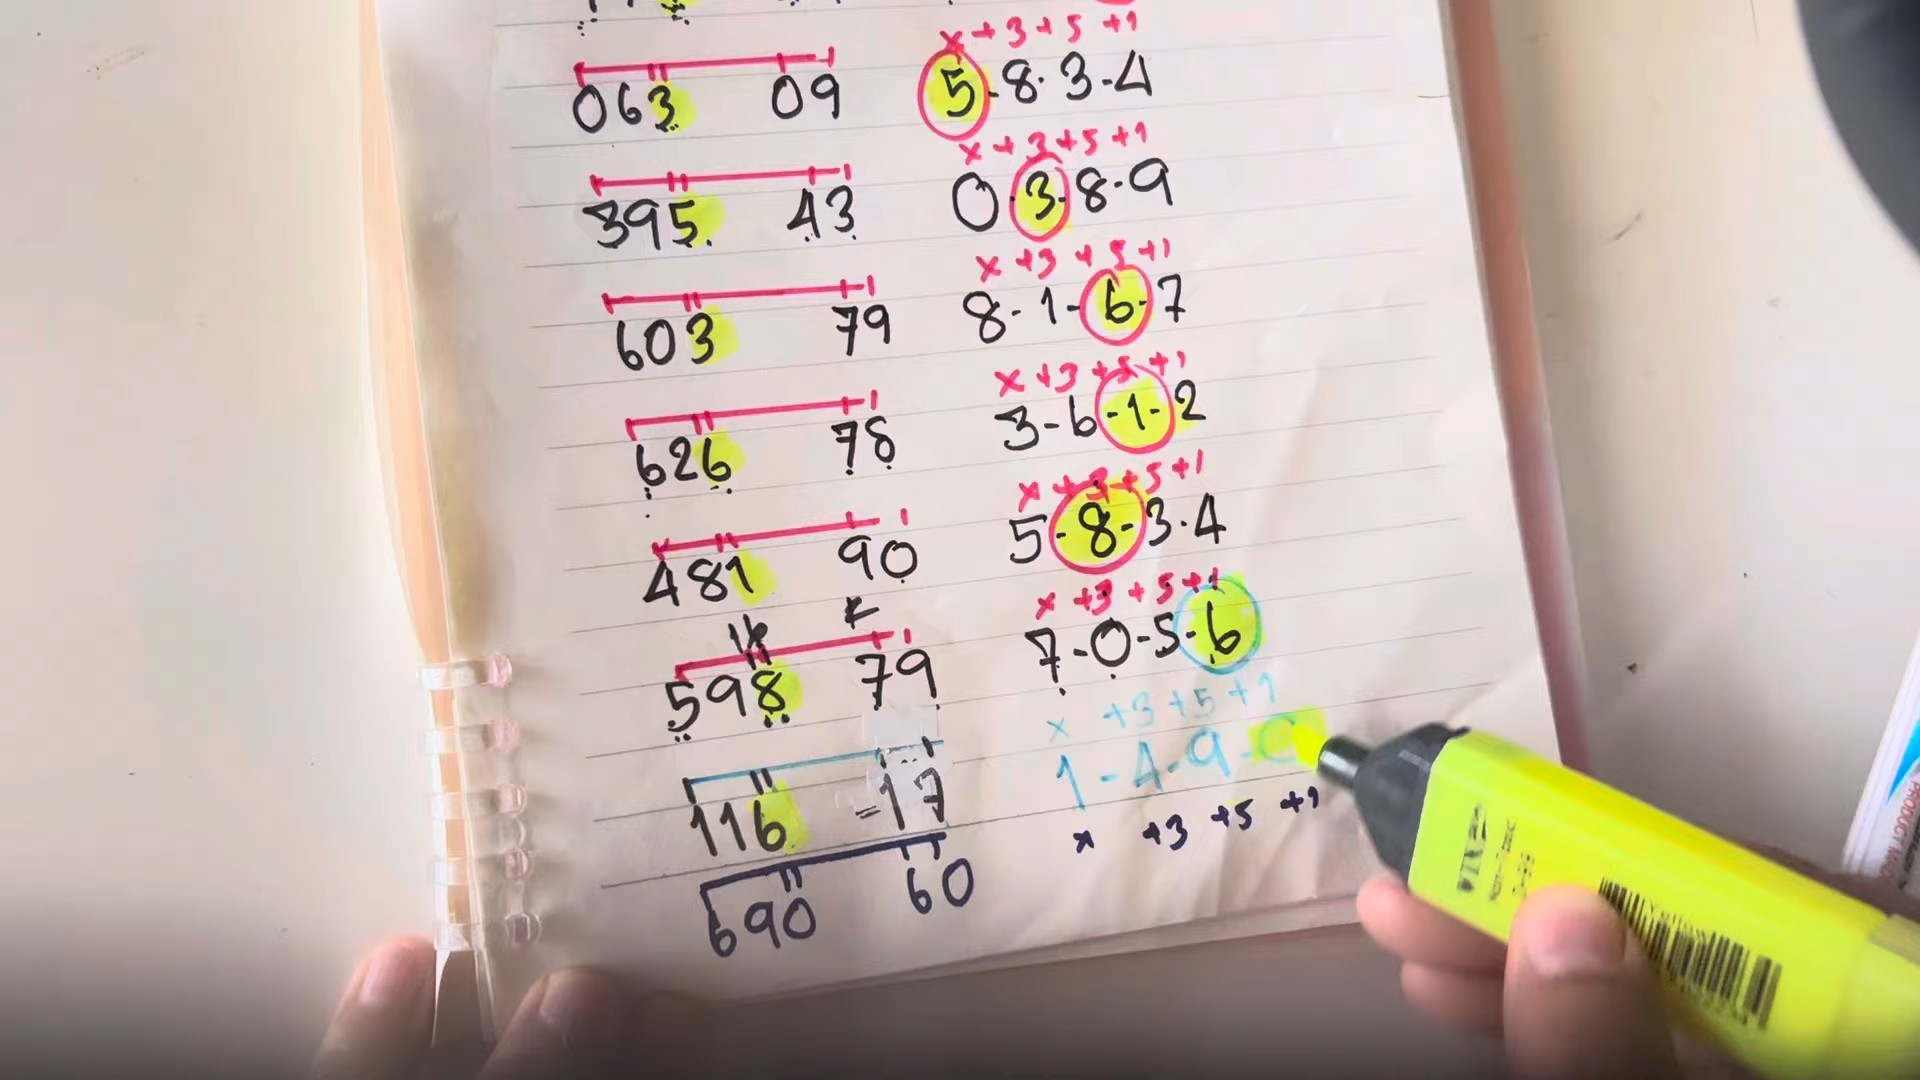 x + 3 + 5 +1
063 09 5-8.3-4
x + 3 + 5 +1
395 43 0.3.8.9
x +3 + 5 +1
603 79 8-1-6-7
x +3 +5 +1
626 78 3-6-1-2
x +3 +5 +1
481 90 5-8-3.4
x +3 + 5 +1
598 79 7-0-5-6
x +3 +5 +1
116 =17 1-4-9-0
x +3 +5 +1
690 60